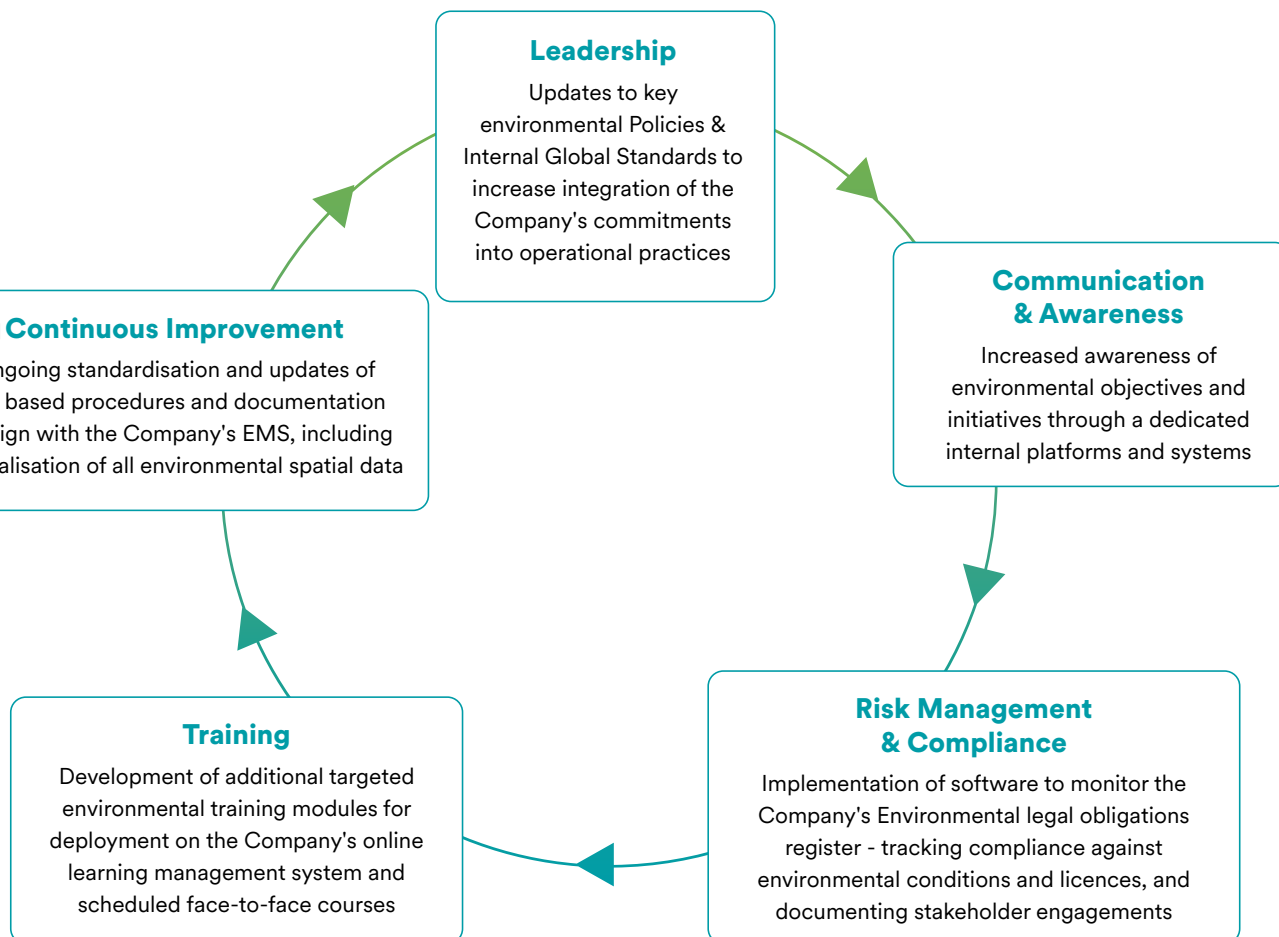 Leadership
Updates to key
environmental Policies &
Internal Global Standards to
increase integration of the
Company's commitments
into operational practices
Communication
& Awareness
Increased awareness of
environmental objectives and
initiatives through a dedicated
internal platforms and systems
Risk Management
& Compliance
Implementation of software to monitor the
Company's Environmental legal obligations
register - tracking compliance against
environmental conditions and licences, and
documenting stakeholder engagements
Training
Development of additional targeted
environmental training modules for
deployment on the Company's online
learning management system and
scheduled face-to-face courses
Continuous Improvement
standardisation and updates of
based procedures and documentation
with the Company's EMS, including
of all environmental spatial data